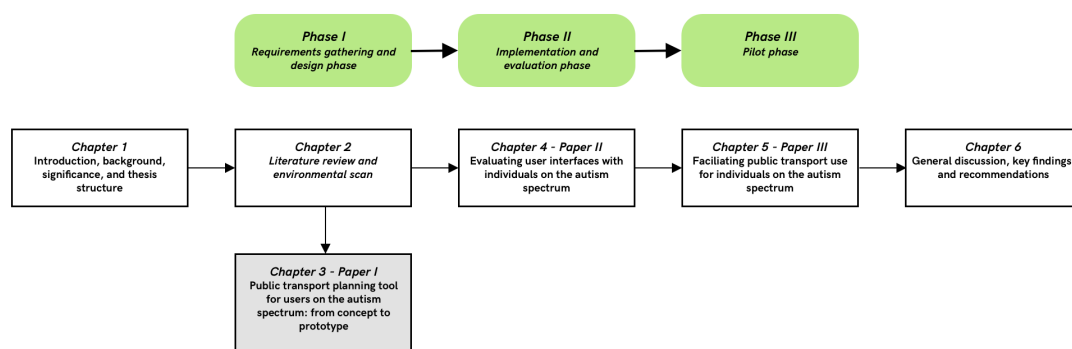 Phase I
Requirements gathering and
design phase
Phase II
Implementation and
evaluation phase
Phase III
Pilot phase
Chapter 1
Introduction, background,
significance, and thesis
structure
Chapter 2
Literature review and
environmental scan
Chapter 4 - Paper II
Evaluating user interfaces with
individuals on the autism
spectrum
Chapter 5 - Paper III
Faciliating public transport use
for individuals on the autism
spectrum
Chapter 6
General discussion, key findings
and recommendations
Chapter 3 - Paper I
Public transport planning tool
for users on the autism
spectrum: from concept to
prototype